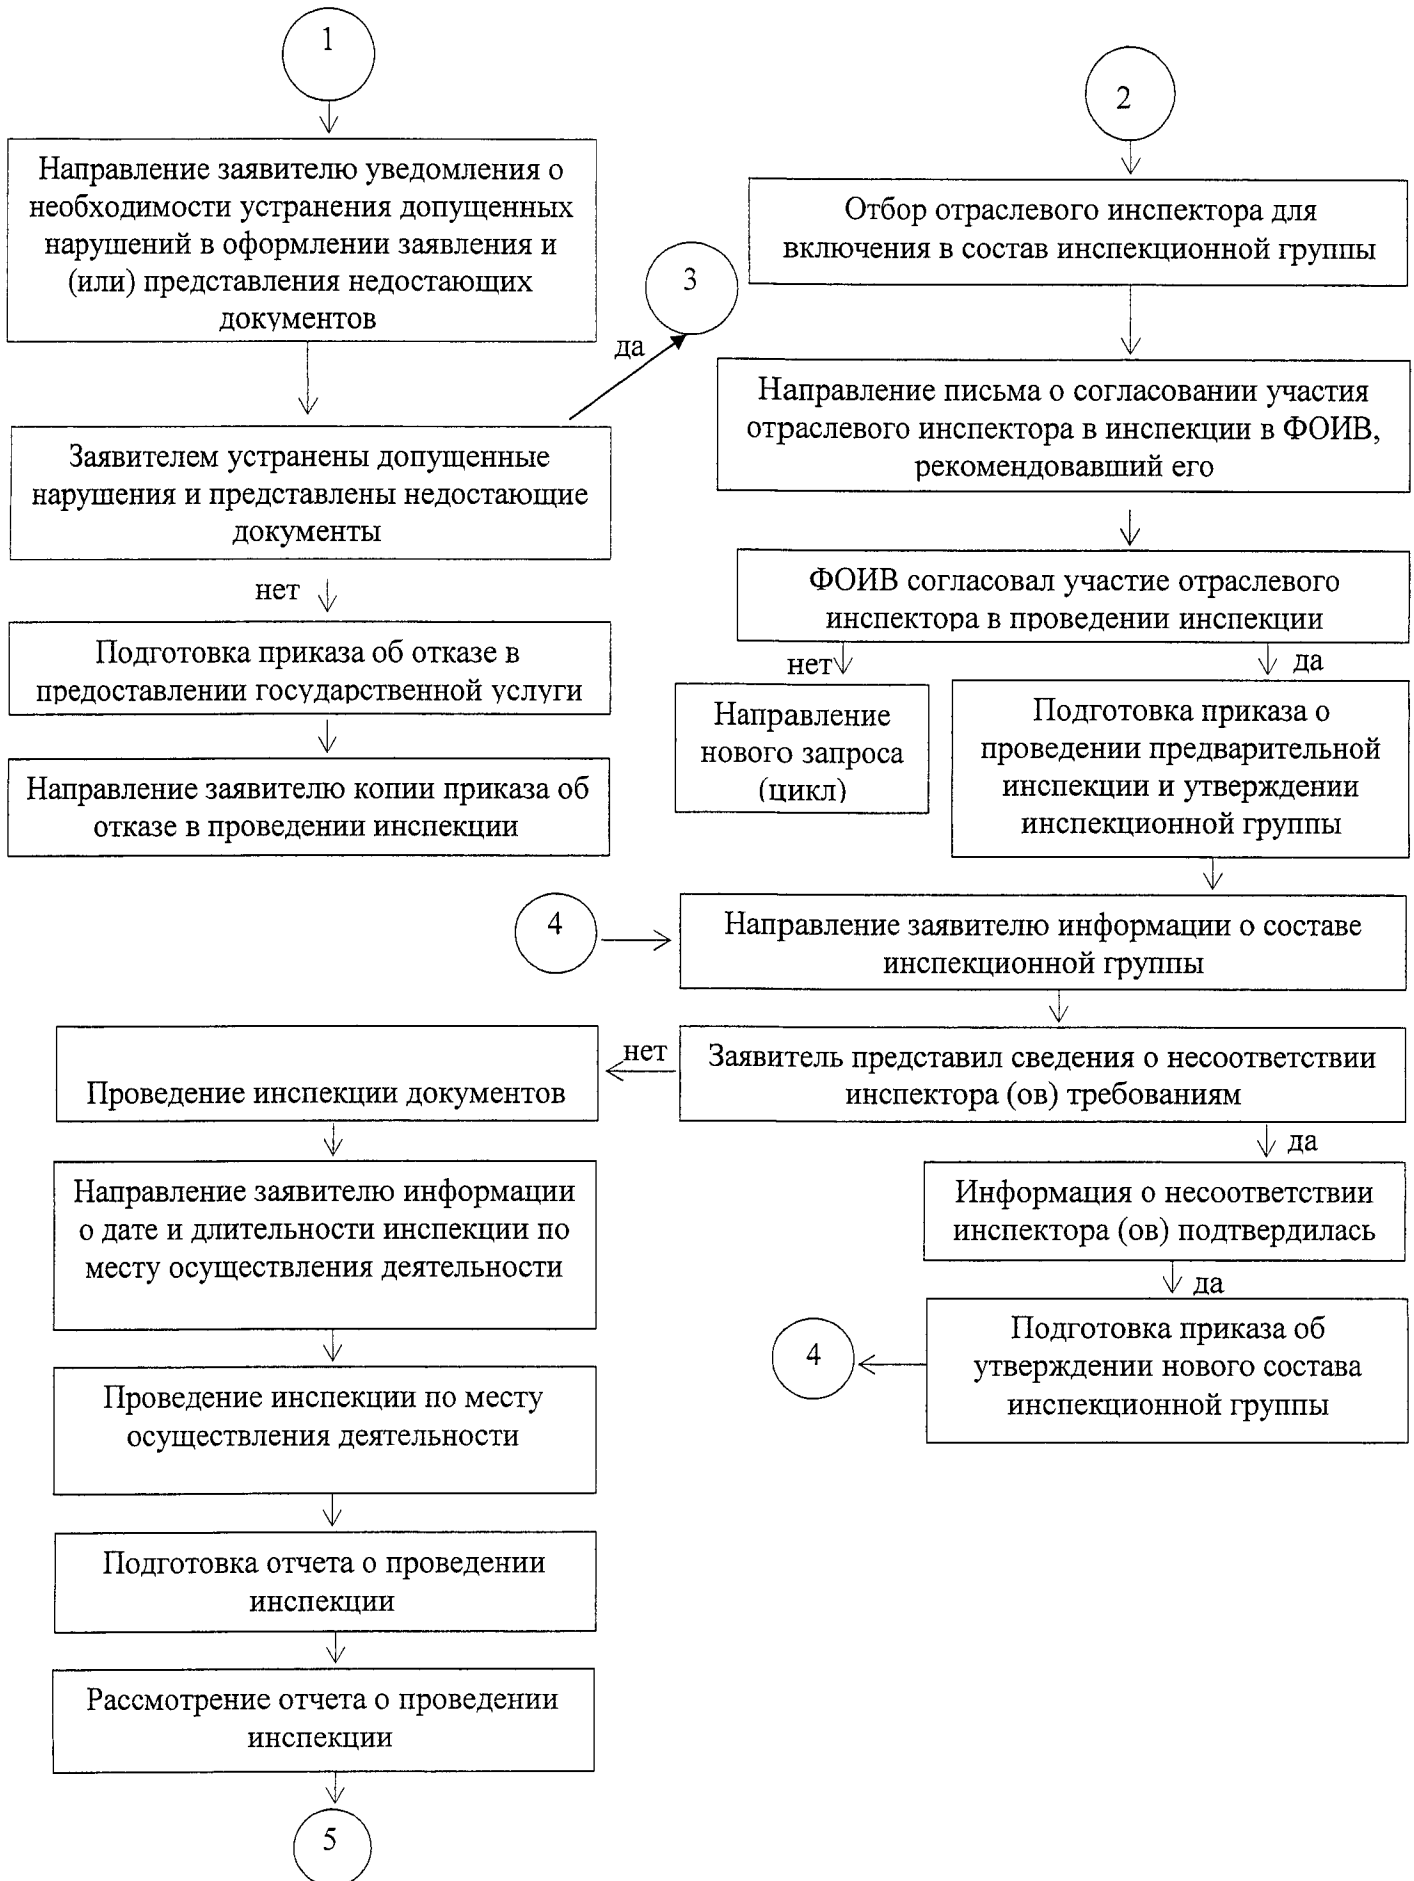 1
Направление заявителю уведомления о
необходимости устранения допущенных
нарушений в оформлении заявления и
(или) представления недостающих
документов
да
3
Заявителем устранены допущенные
нарушения и представлены недостающие
документы
нет
Подготовка приказа об отказе в
предоставлении государственной услуги
Направление заявителю копии приказа об
отказе в проведении инспекции
2
Отбор отраслевого инспектора для
включения в состав инспекционной группы
Направление письма о согласовании участия
отраслевого инспектора в инспекции в ФОИВ,
рекомендовавший его
ФОИВ согласовал участие отраслевого
инспектора в проведении инспекции
нет
да
Направление
нового запроса
(цикл)
Подготовка приказа о
проведении предварительной
инспекции и утверждении
инспекционной группы
4
Направление заявителю информации о составе
инспекционной группы
Заявитель представил сведения о несоответствии
инспектора (ов) требованиям
нет
да
Информация о несоответствии
инспектора (ов) подтвердилась
да
Подготовка приказа об
утверждении нового состава
инспекционной группы
4
Проведение инспекции документов
Направление заявителю информации
о дате и длительности инспекции по
месту осуществления деятельности
Проведение инспекции по месту
осуществления деятельности
Подготовка отчета о проведении
инспекции
Рассмотрение отчета о проведении
инспекции
5